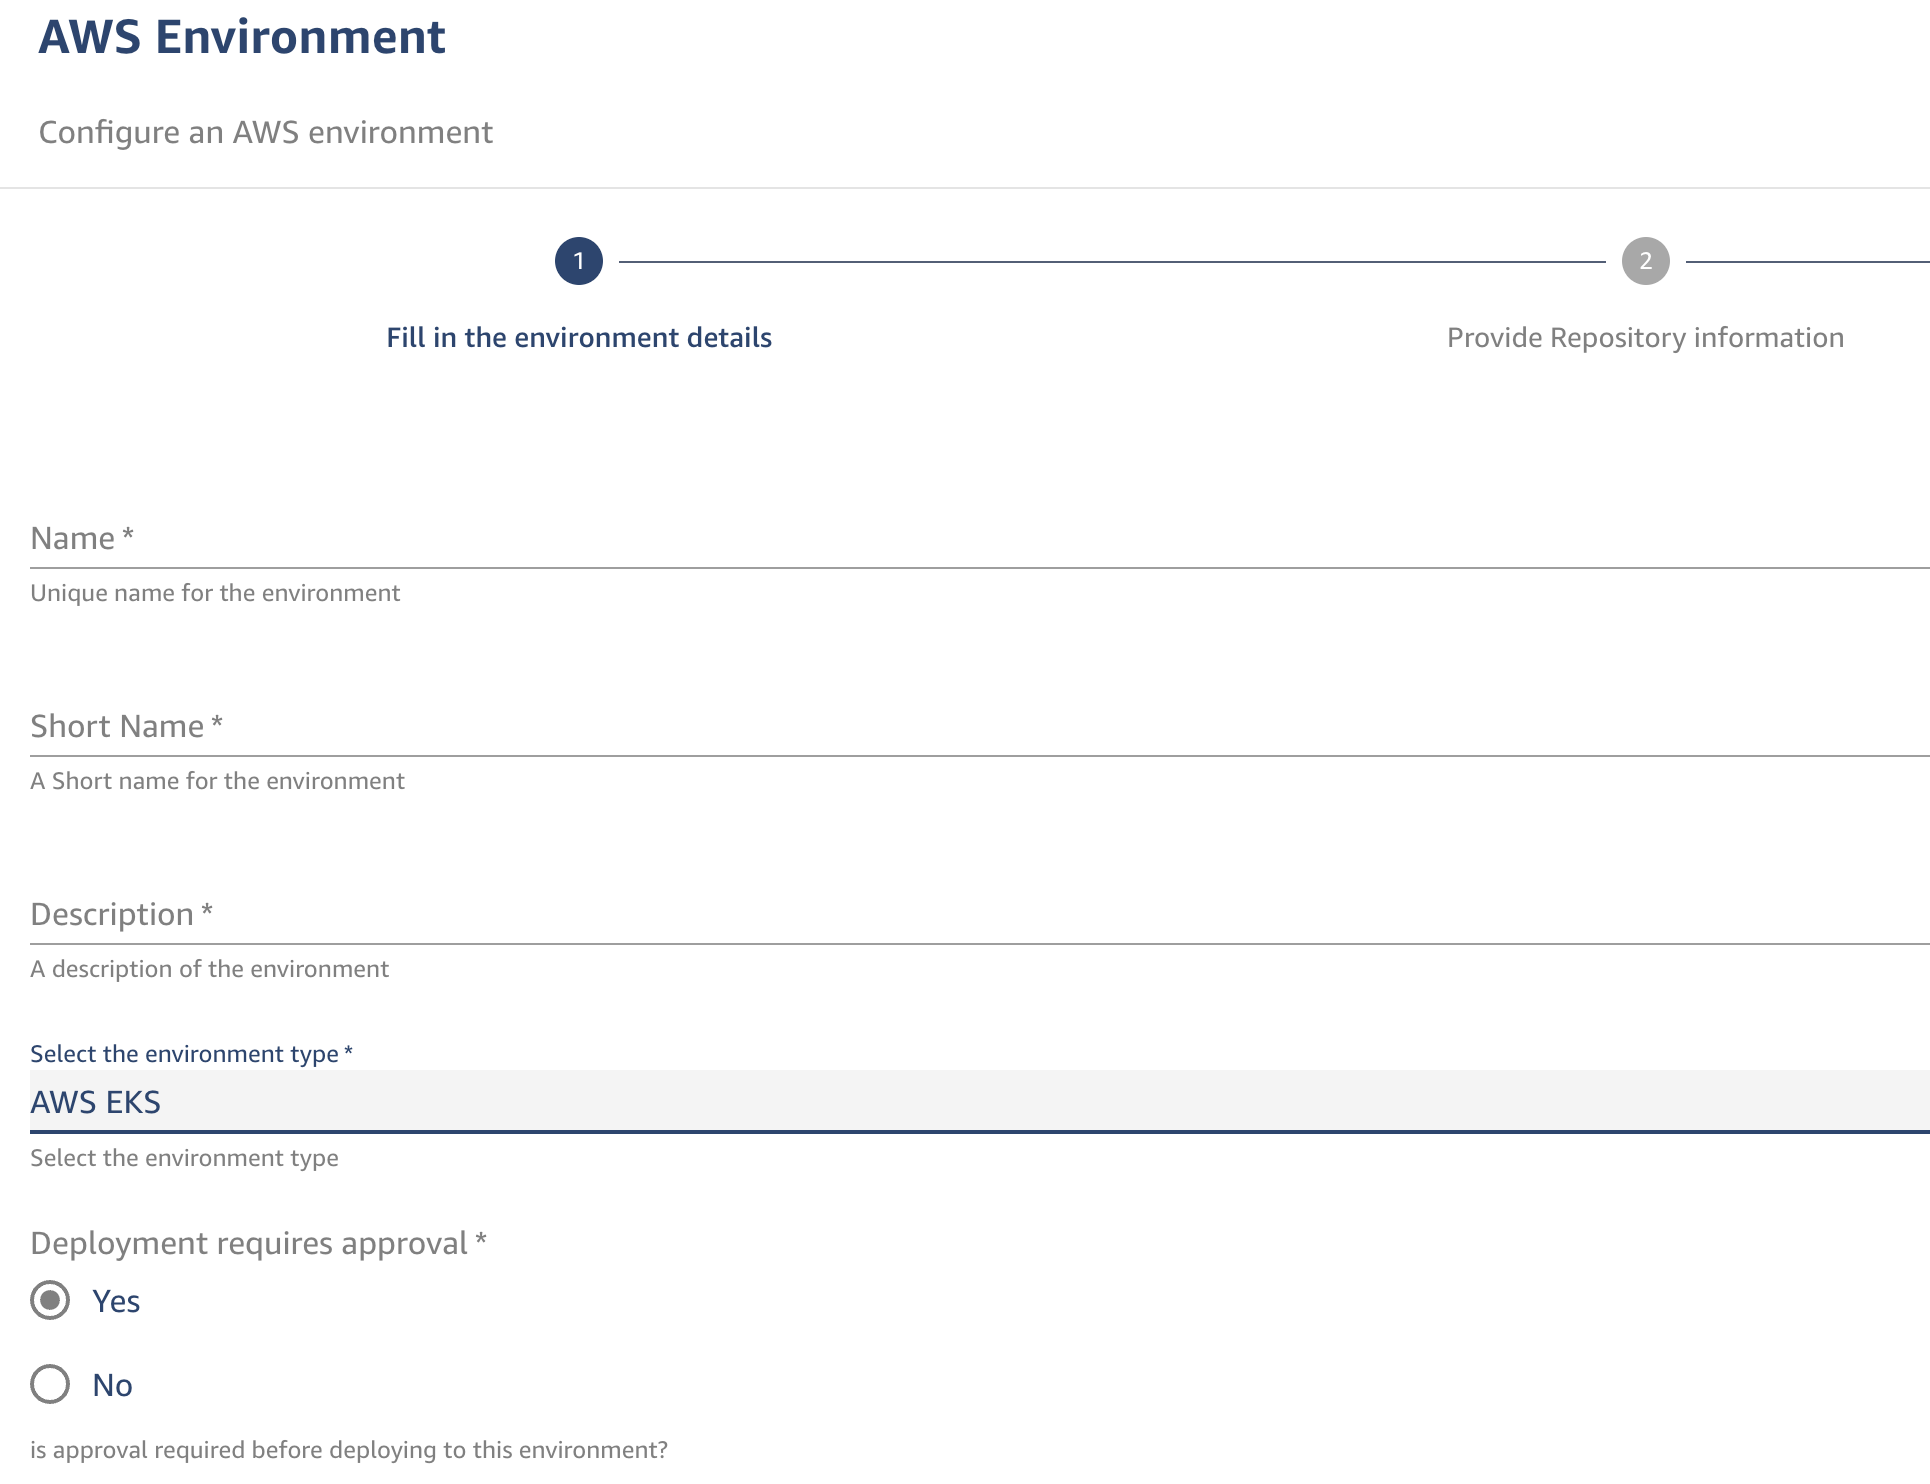 AWS Environment
Configure an AWS environment
1
2
Fill in the environment details
Provide Repository information
Name *
Unique name for the environment
Short Name *
A Short name for the environment
Description *
A description of the environment
Select the environment type *
AWS EKS
Select the environment type
Deployment requires approval *
Yes
No
is approval required before deploying to this environment?